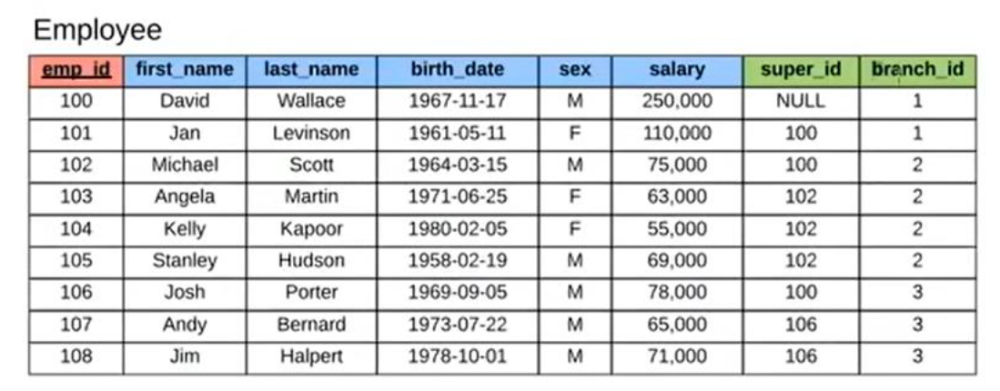 Employee
emp_id first_name last_name birth_date sex salary super_id branch_id
100 David Wallace 1967-11-17 M 250,000 NULL 1
101 Jan Levinson 1961-05-11 F 110,000 100 1
102 Michael Scott 1964-03-15 M 75,000 100 2
103 Angela Martin 1971-06-25 F 63,000 102 2
104 Kelly Kapoor 1980-02-05 F 55,000 102 2
105 Stanley Hudson 1958-02-19 M 69,000 102 2
106 Josh Porter 1969-09-05 M 78,000 100 3
107 Andy Bernard 1973-07-22 M 65,000 106 3
108 Jim Halpert 1978-10-01 M 71,000 106 3